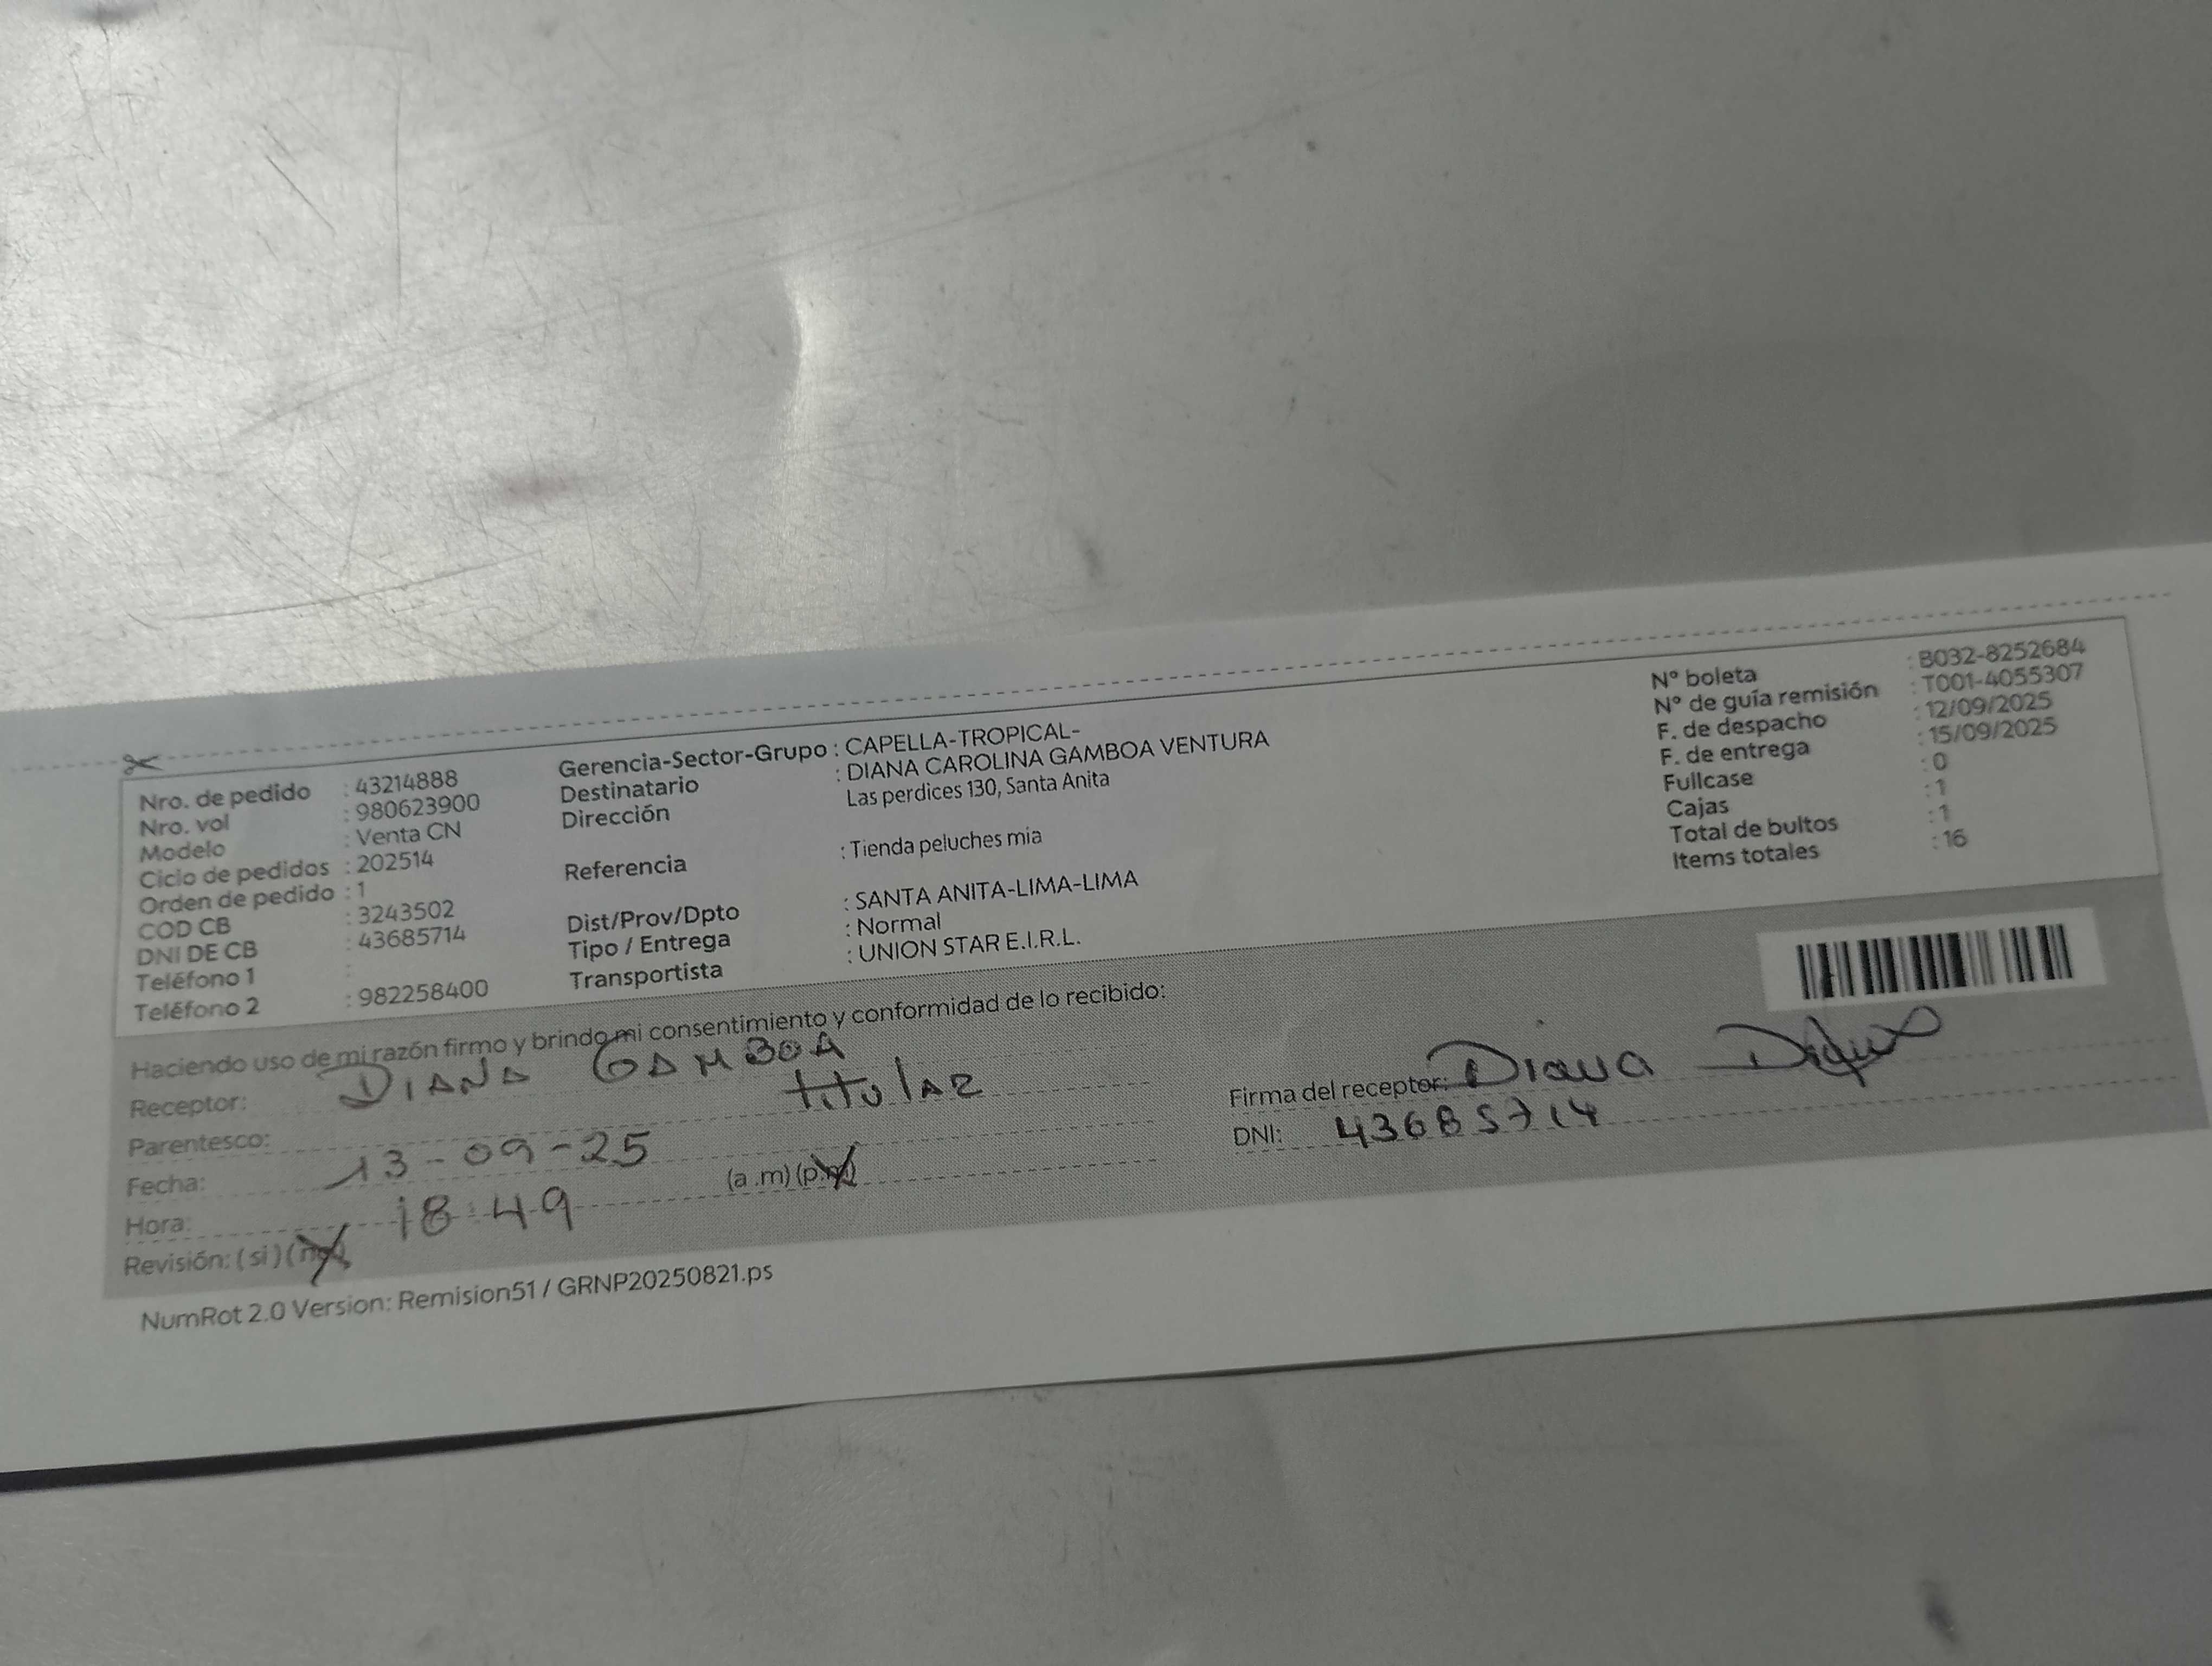 Nro. de pedido : 43214888
Nro. vol : 980623900
Modelo : Venta CN
Ciclo de pedidos : 202514
Orden de pedido : 1
COD CB : 3243502
DNI DE CB : 43685714
Teléfono 1 :
Teléfono 2 : 982258400
Gerencia-Sector-Grupo : CAPELLA-TROPICAL-
Destinatario : DIANA CAROLINA GAMBOA VENTURA
Dirección Las perdices 130, Santa Anita
Referencia : Tienda peluches mia
Dist/Prov/Dpto : SANTA ANITA-LIMA-LIMA
Tipo / Entrega : Normal
Transportista : UNION STAR E.I.R.L.
N° boleta : B032-8252684
N° de guía remisión : T001-4055307
F. de despacho : 12/09/2025
F. de entrega : 15/09/2025
Fullcase : 0
Cajas : 1
Total de bultos : 1
Items totales : 16
Haciendo uso de mi razón firmo y brindo mi consentimiento y conformidad de lo recibido:
Receptor: DIANA GAMBOA
Parentesco: titular
Fecha: 13-09-25
Hora: 18:49 (a .m) (p.m)
Revisión: ( si ) ( no )
Firma del receptor: Diana
DNI: 43685714
NumRot 2.0 Version: Remision51 / GRNP20250821.ps